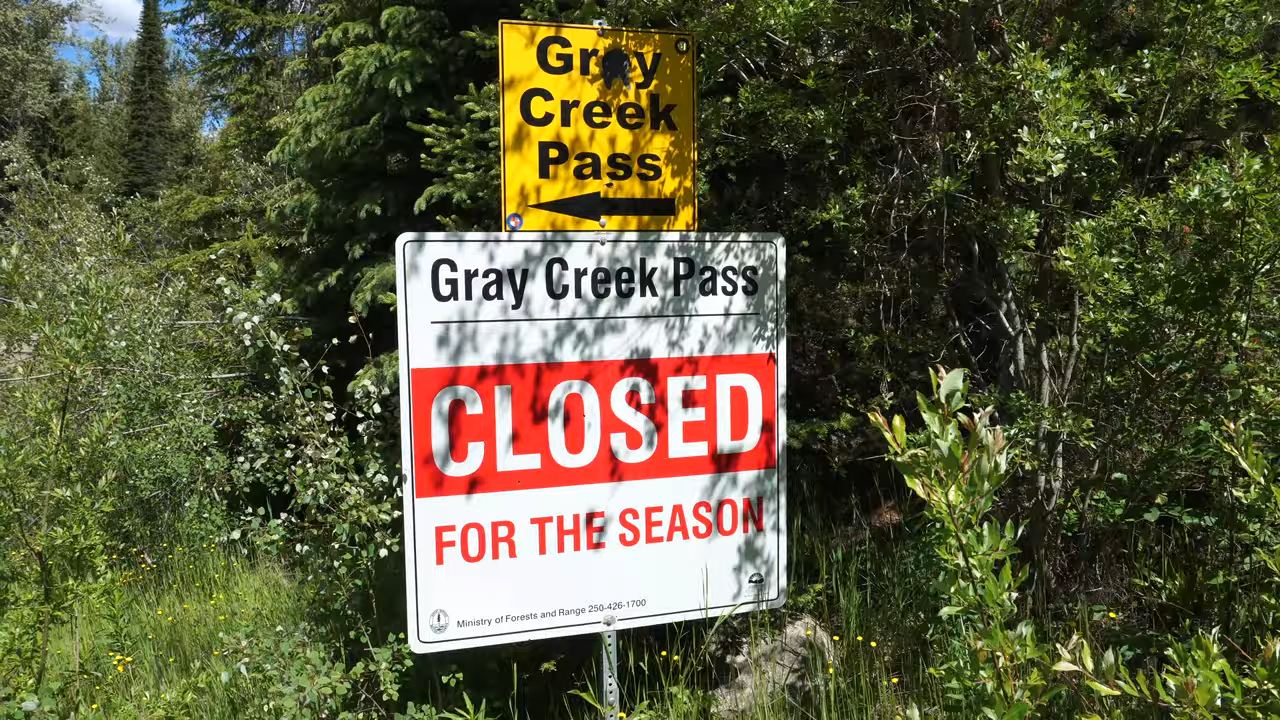 Gray
Creek
Pass
Gray Creek Pass
CLOSED
FOR THE SEASON
Ministry of Forests and Range 250-426-1700